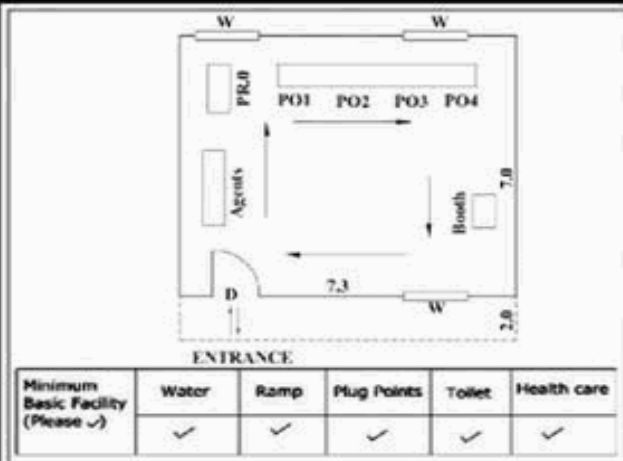 W W
PR.0
PO1 PO2 PO3 PO4
Agents
Booth
7.0
7.3
D
W
2.0
ENTRANCE
Minimum Basic Facility (Please ✓) Water Ramp Plug Points Toilet Health care
✓ ✓ ✓ ✓ ✓